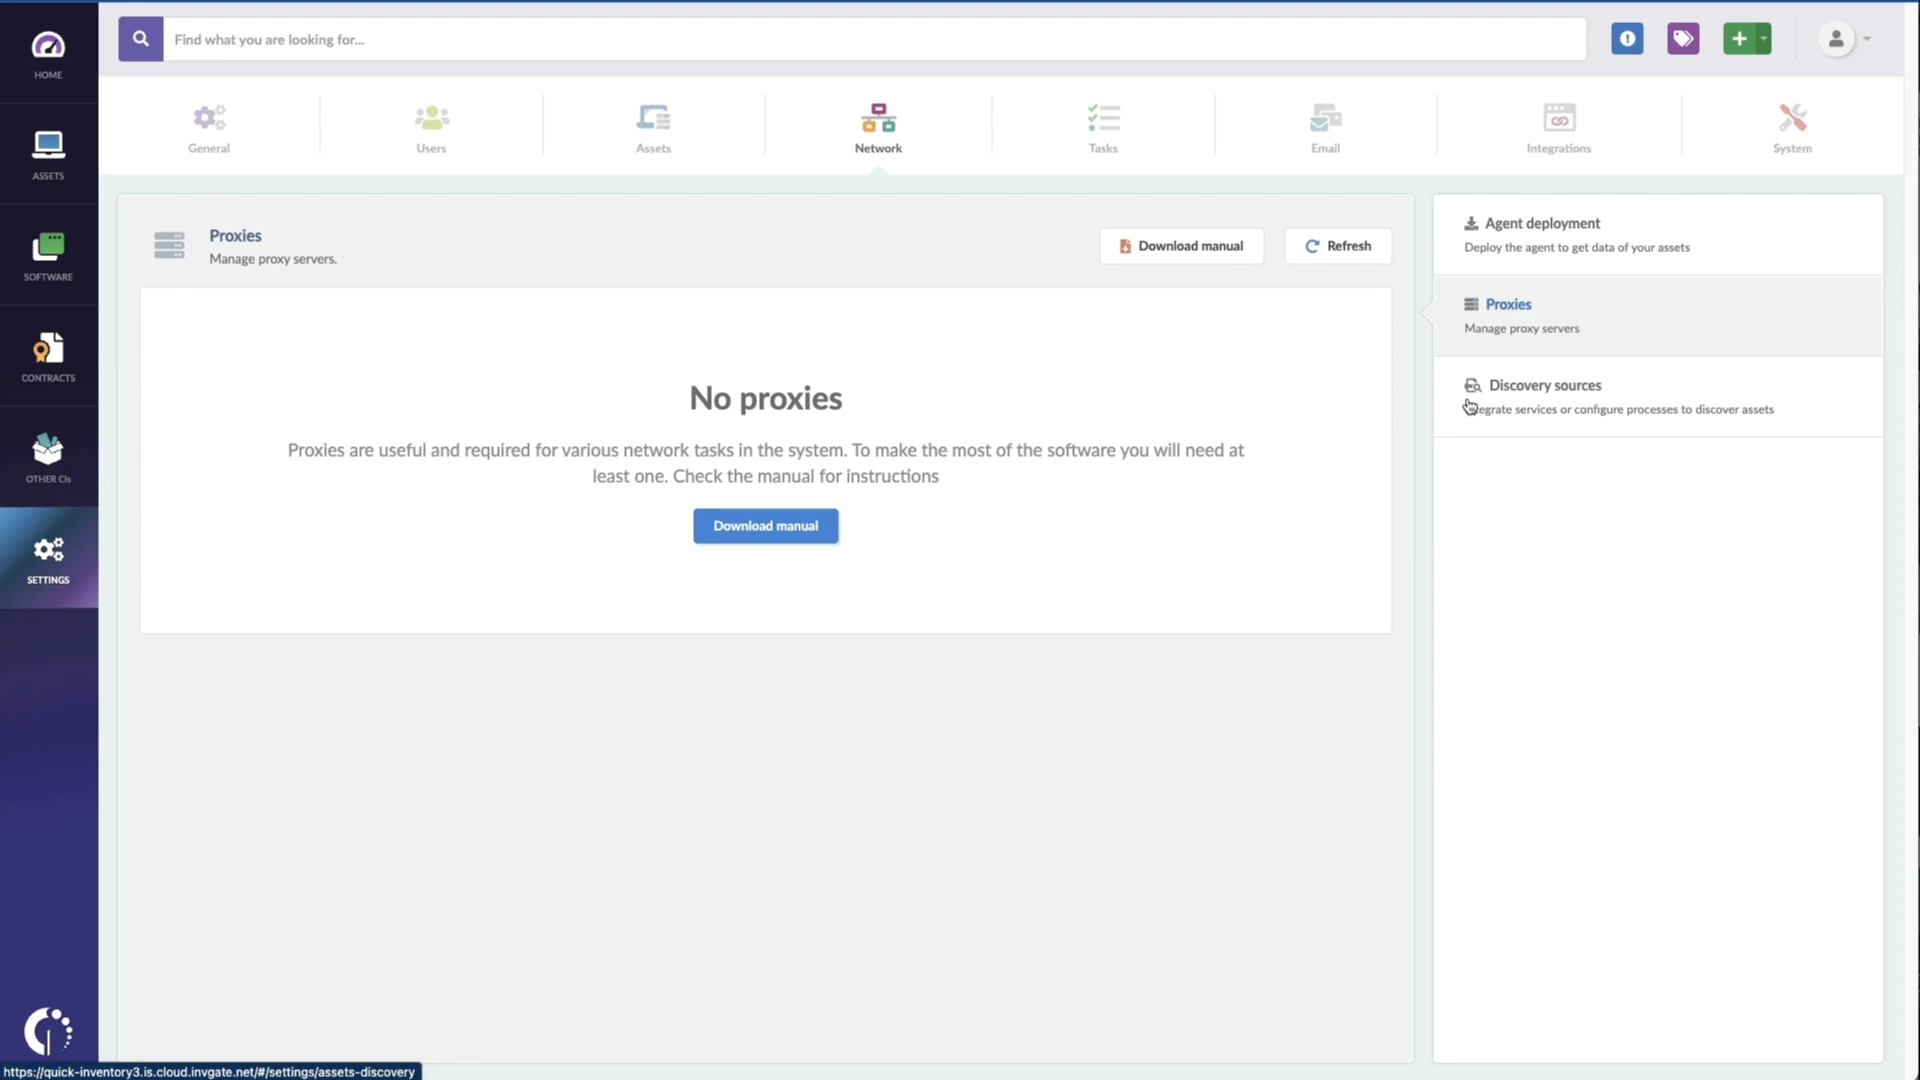 Find what you are looking for...
HOME
ASSETS
SOFTWARE
CONTRACTS
OTHER CIs
SETTINGS
General
Users
Assets
Network
Tasks
Email
Integrations
System
Proxies
Manage proxy servers.
Download manual
Refresh
No proxies
Proxies are useful and required for various network tasks in the system. To make the most of the software you will need at
least one. Check the manual for instructions
Download manual
Agent deployment
Deploy the agent to get data of your assets
Proxies
Manage proxy servers
Discovery sources
services or configure processes to discover assets
https://quick-inventory3.is.cloud.invgate.net/#/settings/assets-discovery